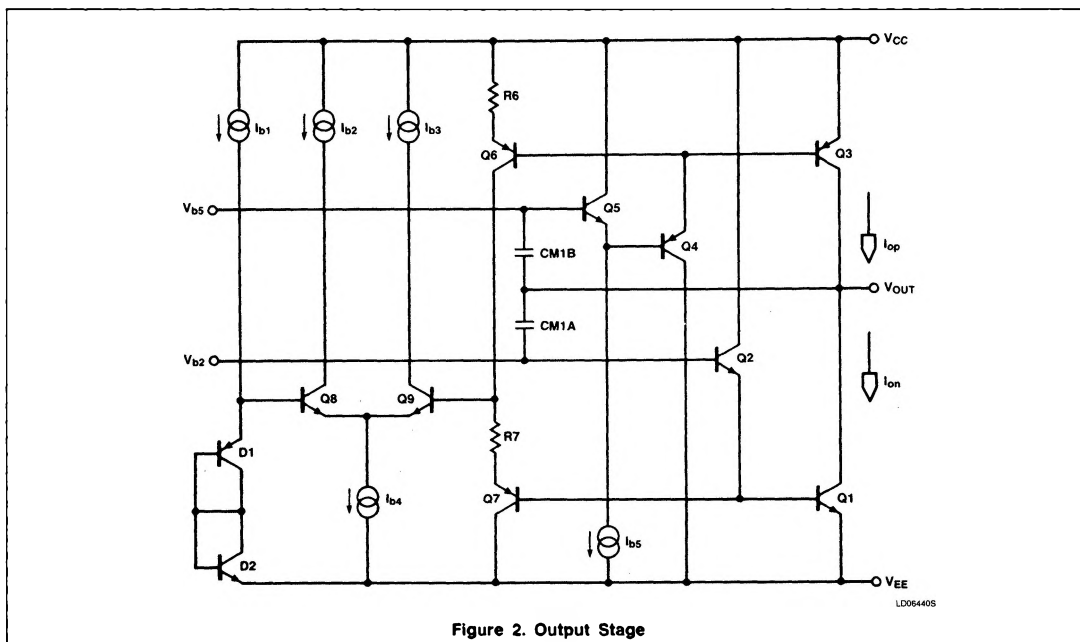 VCC
R6
Ib1
Ib2
Ib3
Q6
Q3
Vb5
Q5
Q4
CM1B
Iop
VOUT
CM1A
Vb2
Q2
Ion
Q8
Q9
R7
D1
Q7
Q1
Ib4
Ib5
D2
VEE
LD06440S
Figure 2. Output Stage